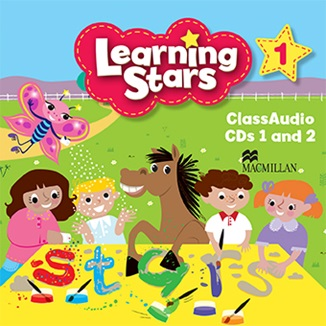 Learning
Stars
1
ClassAudio
CDs 1 and 2
MACMILLAN
stars